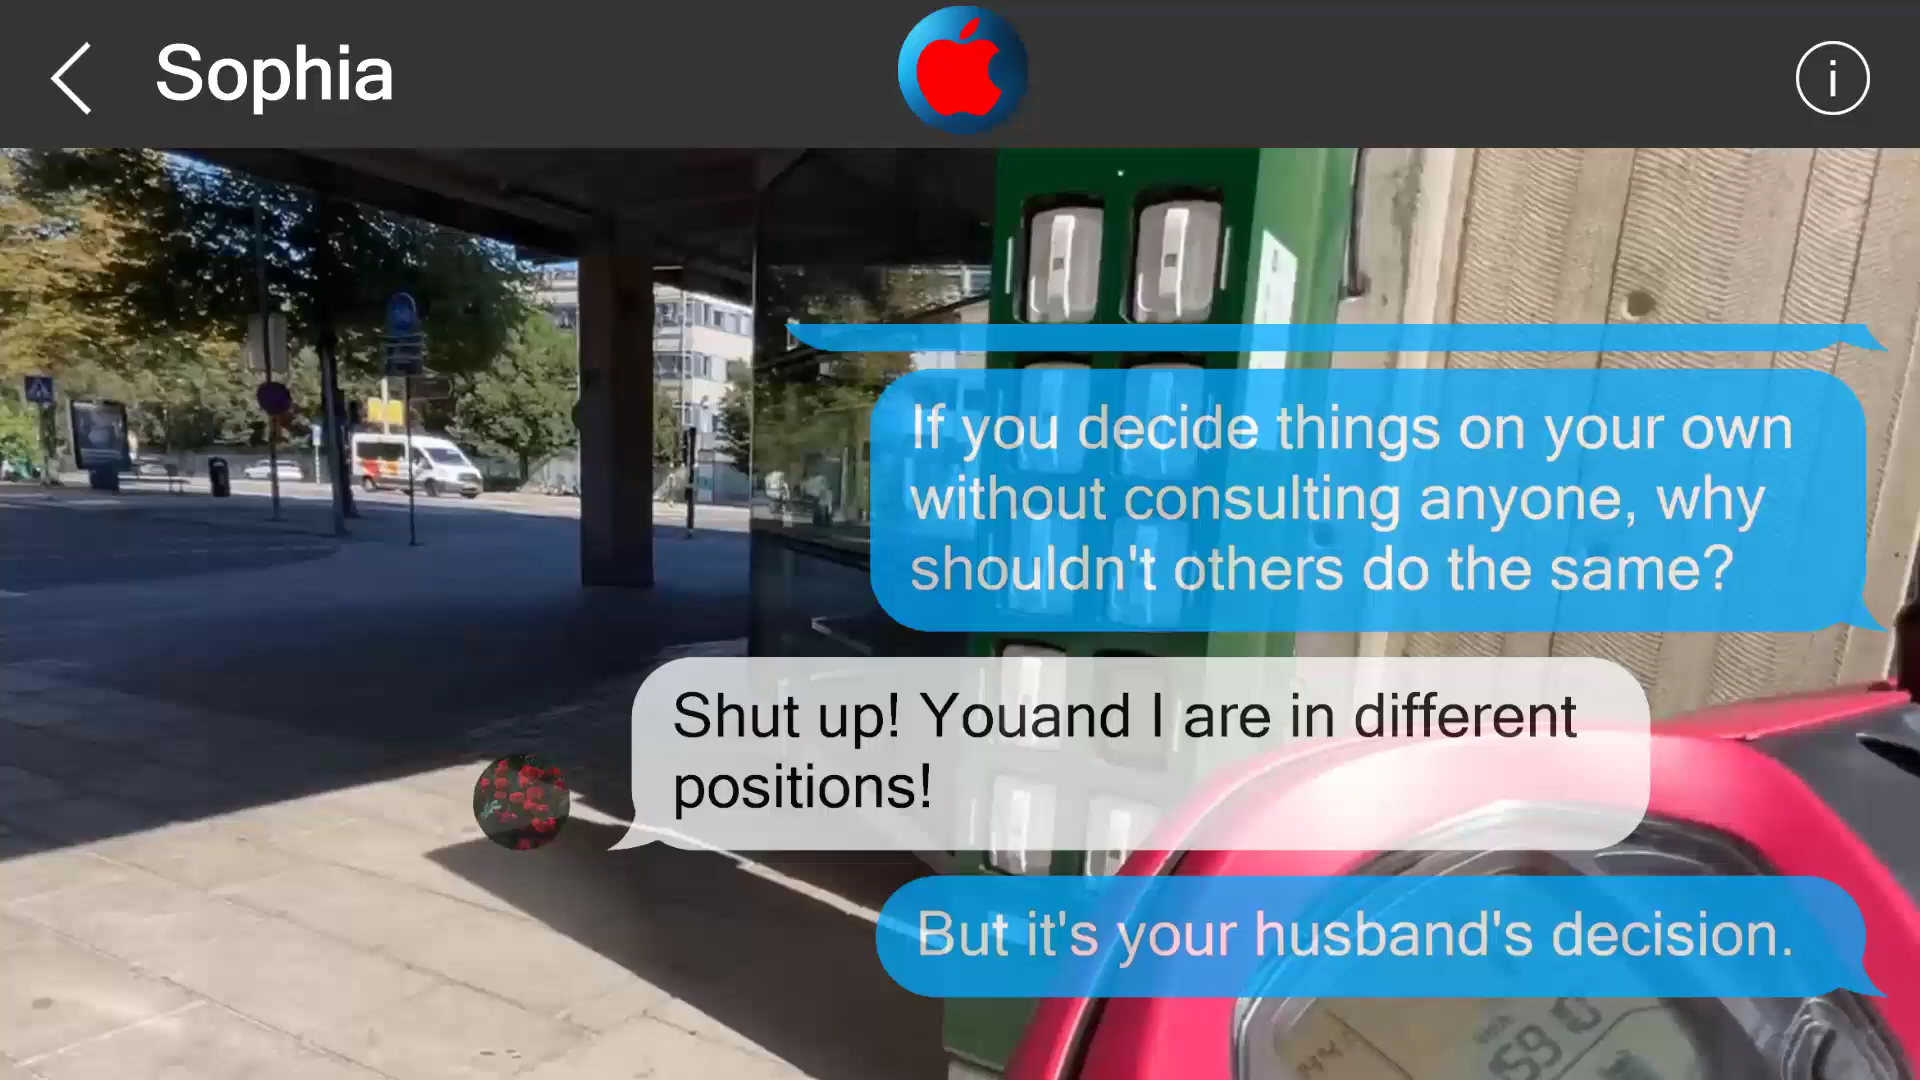 Sophia
If you decide things on your own
without consulting anyone, why
shouldn't others do the same?
Shut up! Youand I are in different
positions!
But it's your husband's decision.